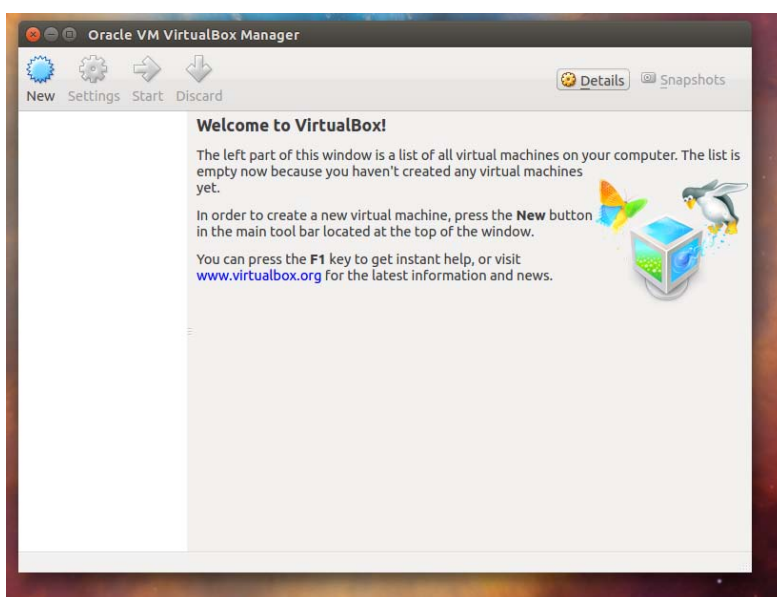 Oracle VM VirtualBox Manager
New Settings Start Discard
Details Snapshots
Welcome to VirtualBox!
The left part of this window is a list of all virtual machines on your computer. The list is
empty now because you haven't created any virtual machines
yet.
In order to create a new virtual machine, press the New button
in the main tool bar located at the top of the window.
You can press the F1 key to get instant help, or visit
www.virtualbox.org for the latest information and news.